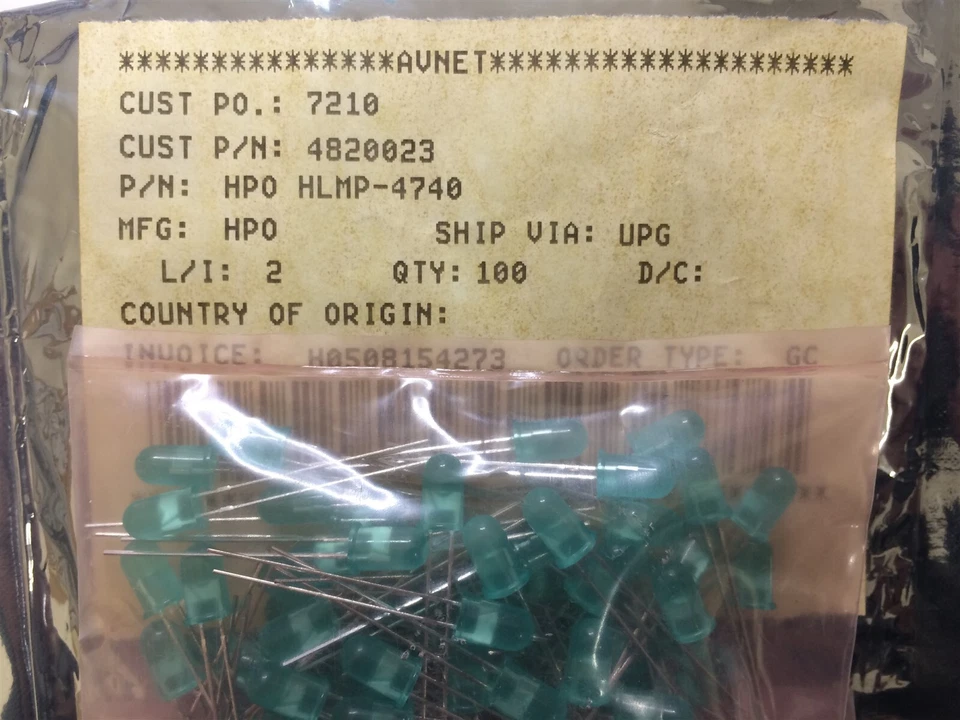 ***************AVNET********************
CUST PO.: 7210
CUST P/N: 4820023
P/N: HPO HLMP-4740
MFG: HPO SHIP VIA: UPG
L/I: 2 QTY: 100 D/C:
COUNTRY OF ORIGIN:
INVOICE: H0508154273 ORDER TYPE: GC